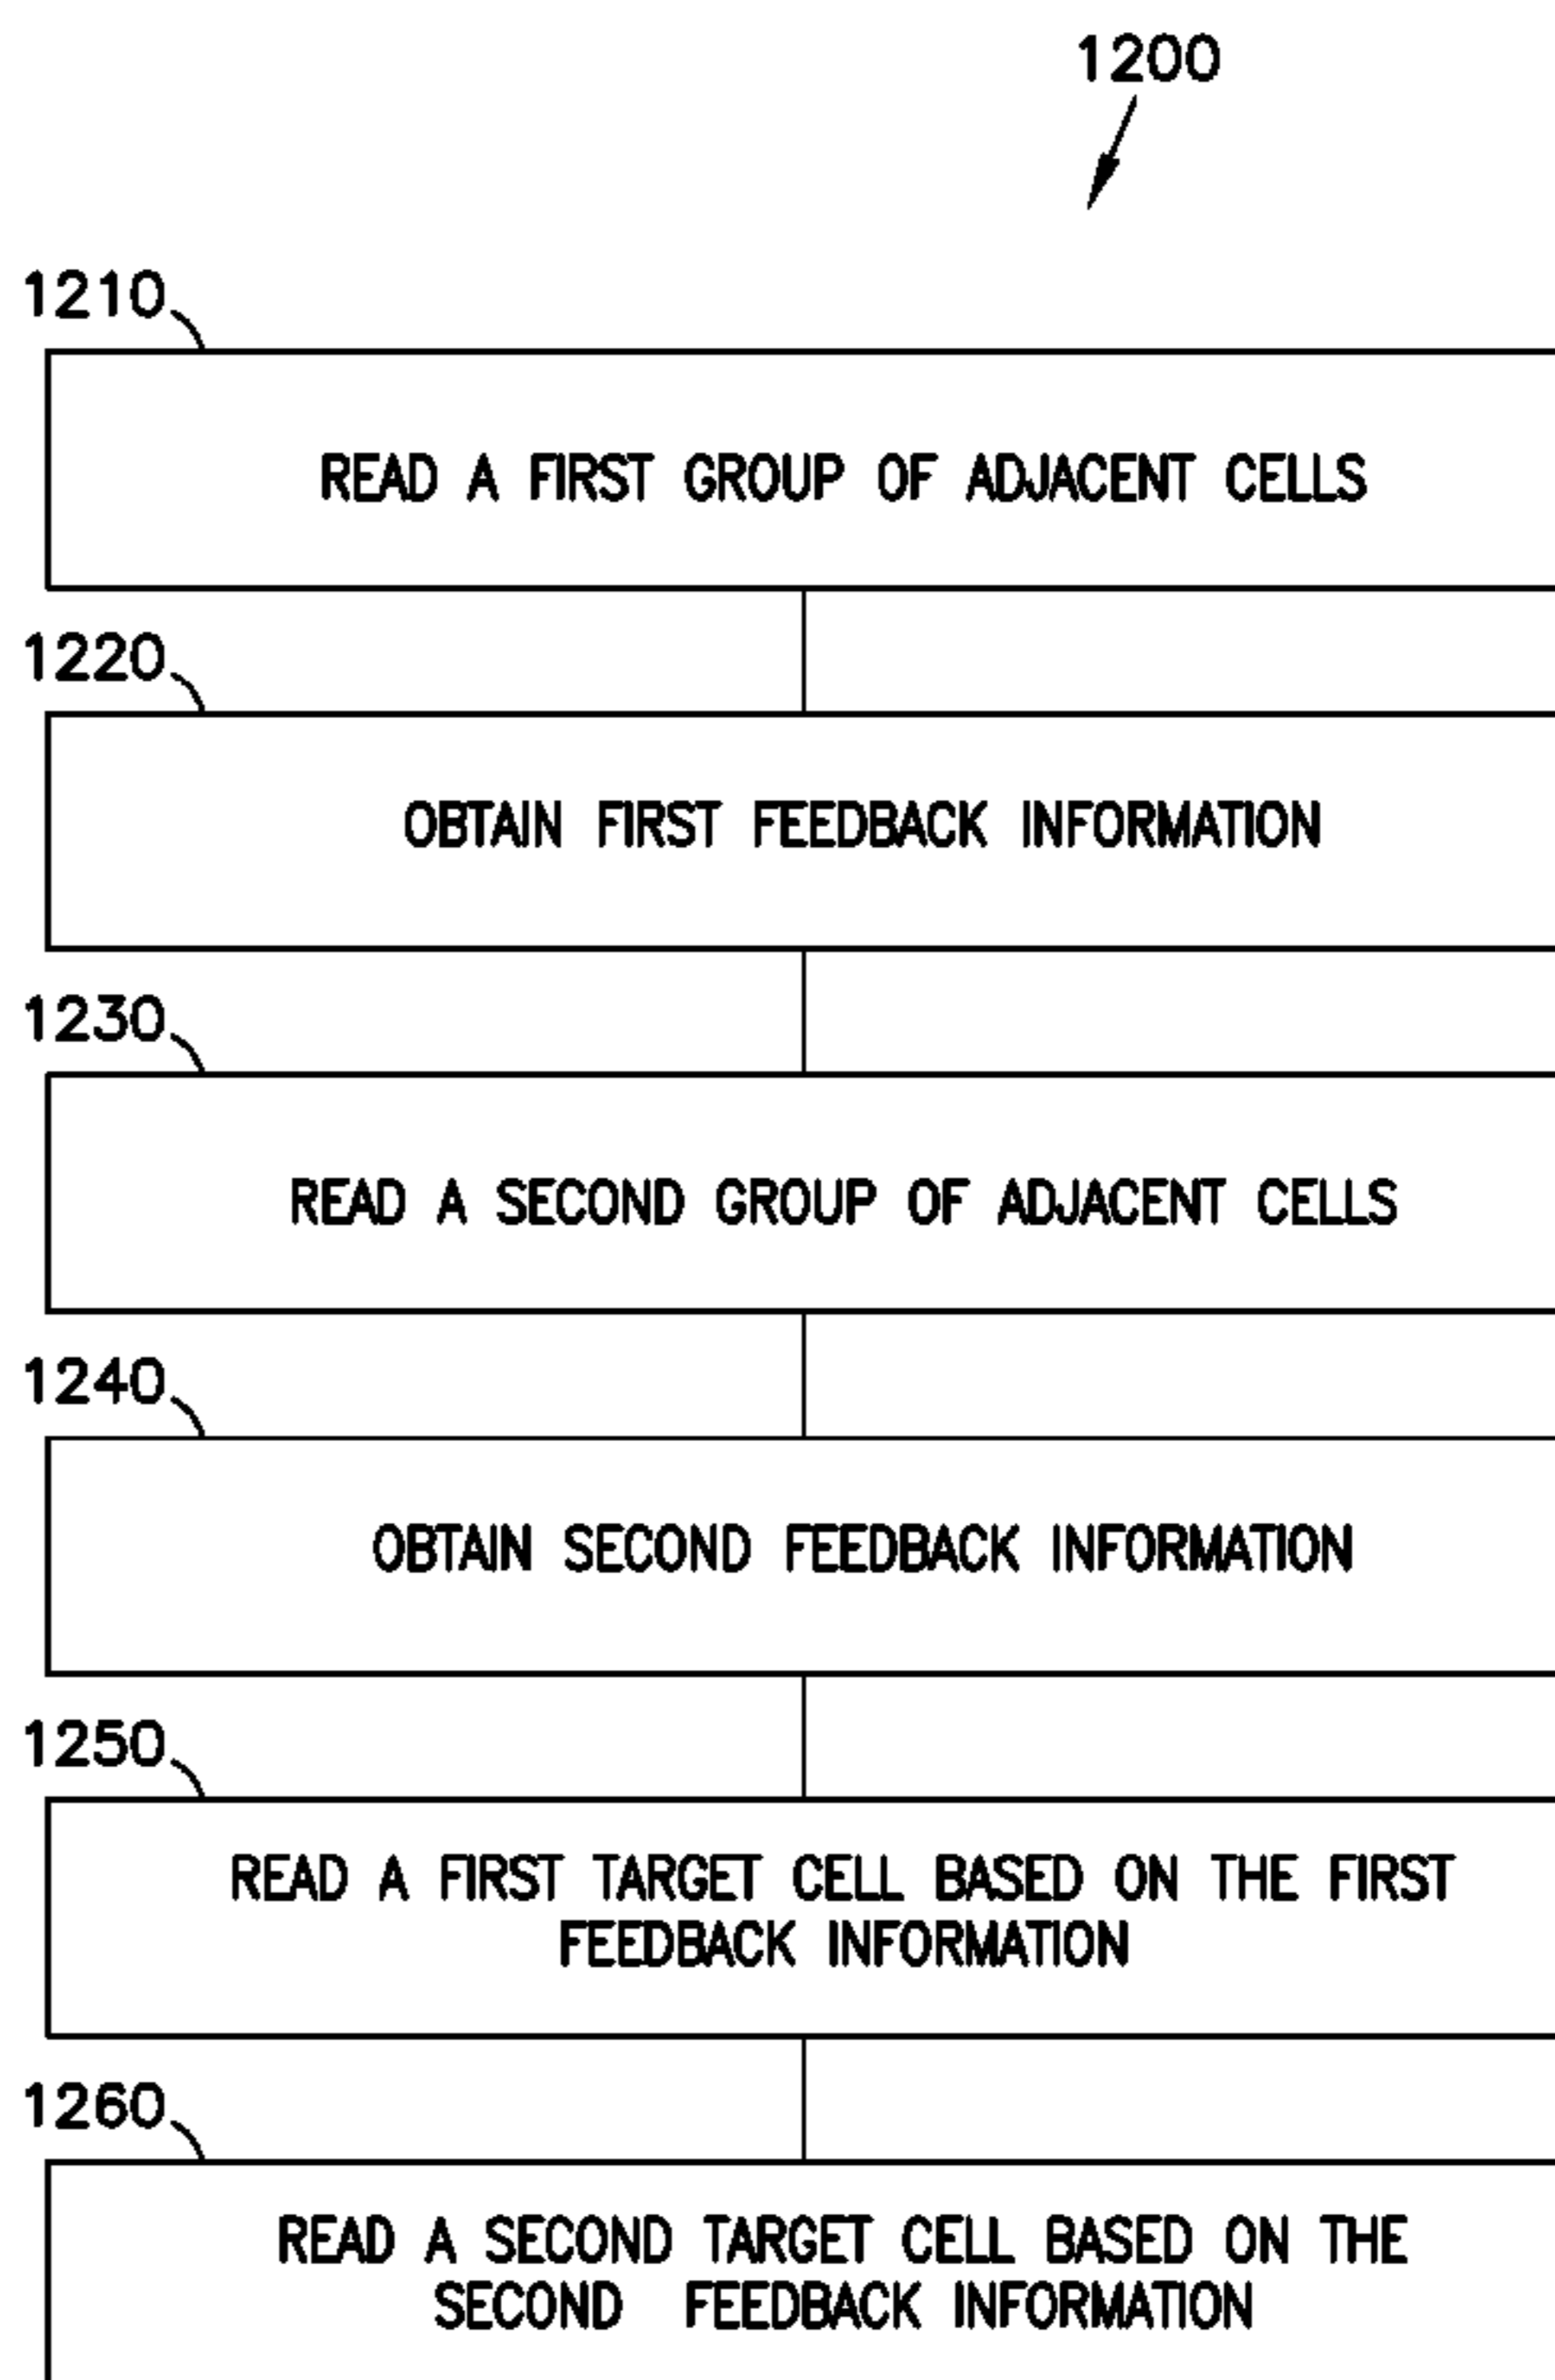 1200
1210
READ A FIRST GROUP OF ADJACENT CELLS
1220
OBTAIN FIRST FEEDBACK INFORMATION
1230
READ A SECOND GROUP OF ADJACENT CELLS
1240
OBTAIN SECOND FEEDBACK INFORMATION
1250
READ A FIRST TARGET CELL BASED ON THE FIRST
FEEDBACK INFORMATION
1260
READ A SECOND TARGET CELL BASED ON THE
SECOND FEEDBACK INFORMATION